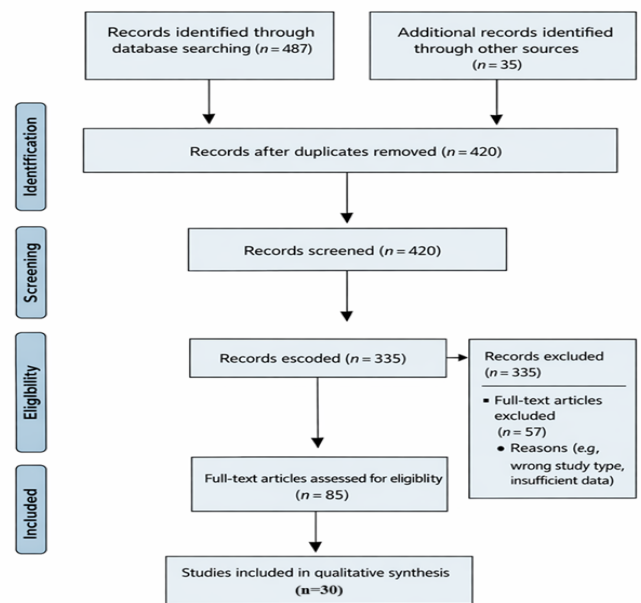 Records identified through
database searching (n = 487)
Additional records identified
through other sources
(n = 35)
Identification
Records after duplicates removed (n = 420)
Screening
Records screened (n = 420)
Eligibility
Records escoded (n = 335)
Records excluded
(n = 335)
▪ Full-text articles
excluded
(n = 57)
• Reasons (e.g.,
wrong study type,
insufficient data)
Included
Full-text articles assessed for eligiblity
(n = 85)
Studies included in qualitative synthesis
(n=30)